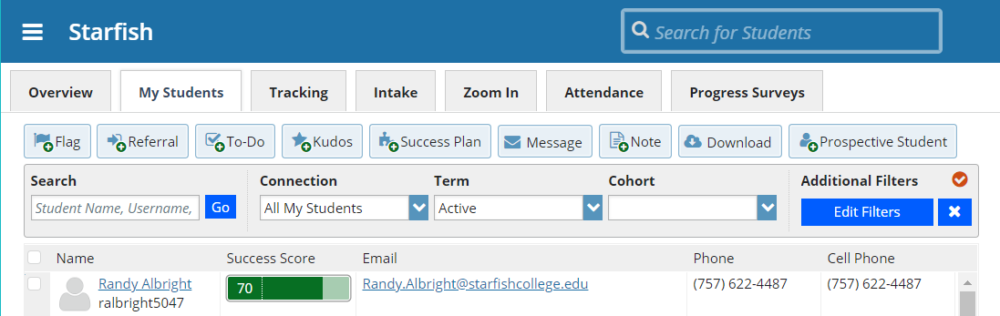 Starfish
Search for Students
Overview My Students Tracking Intake Zoom In Attendance Progress Surveys
Flag Referral To-Do Kudos Success Plan Message Note Download Prospective Student
Search Connection Term Cohort Additional Filters
Student Name, Username, Go All My Students Active Edit Filters
Name Success Score Email Phone Cell Phone
Randy Albright 70 Randy.Albright@starfishcollege.edu (757) 622-4487 (757) 622-4487
ralbright5047